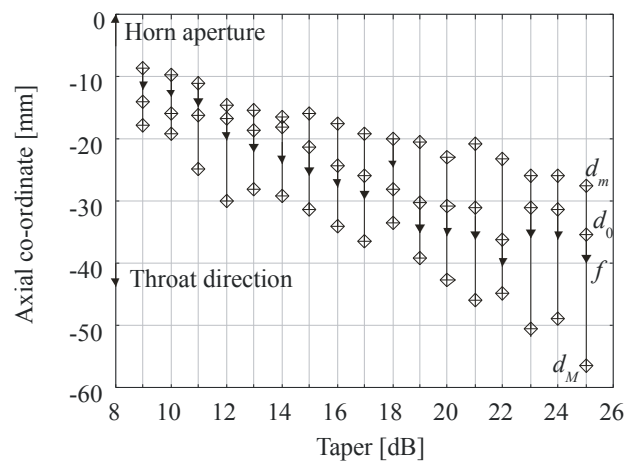 0
Horn aperture
-10
-20
-30
-40
-50
-60
Axial co-ordinate [mm]
Throat direction
d_m
d_0
f
d_M
8 10 12 14 16 18 20 22 24 26
Taper [dB]